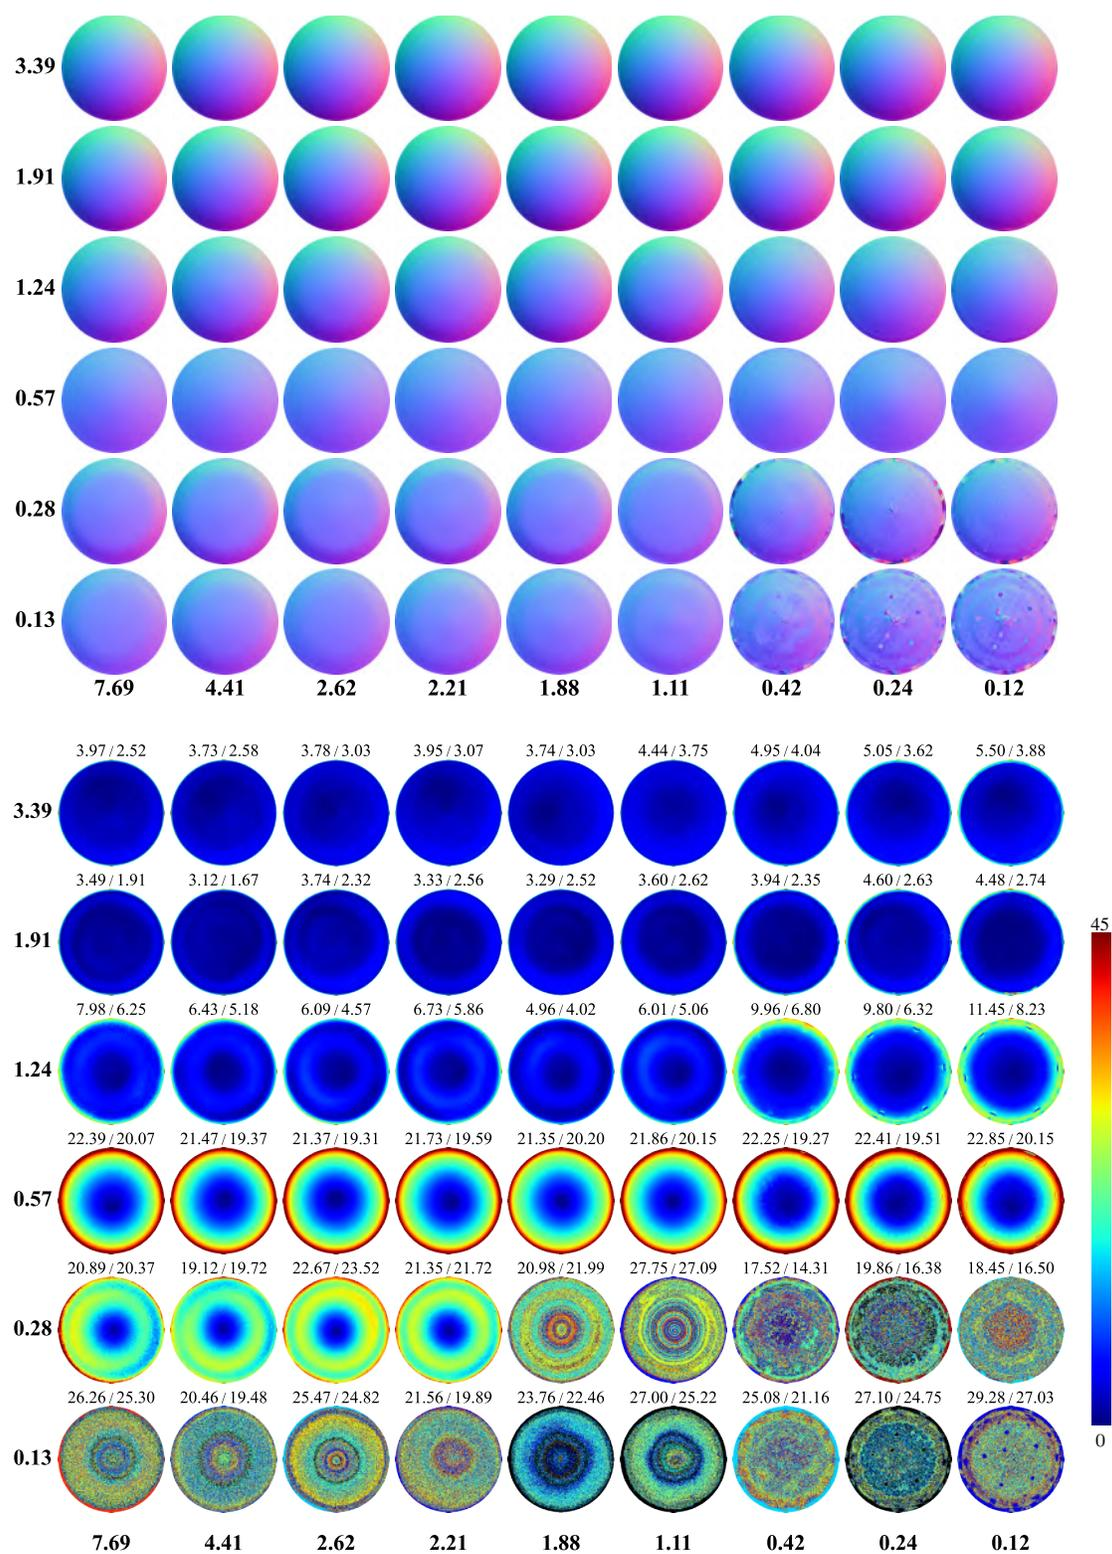 3.39
1.91
1.24
0.57
0.28
0.13
7.69 4.41 2.62 2.21 1.88 1.11 0.42 0.24 0.12
3.97 / 2.52 3.73 / 2.58 3.78 / 3.03 3.95 / 3.07 3.74 / 3.03 4.44 / 3.75 4.95 / 4.04 5.05 / 3.62 5.50 / 3.88
3.39
3.49 / 1.91 3.12 / 1.67 3.74 / 2.32 3.33 / 2.56 3.29 / 2.52 3.60 / 2.62 3.94 / 2.35 4.60 / 2.63 4.48 / 2.74
45
1.91
7.98 / 6.25 6.43 / 5.18 6.09 / 4.57 6.73 / 5.86 4.96 / 4.02 6.01 / 5.06 9.96 / 6.80 9.80 / 6.32 11.45 / 8.23
1.24
22.39 / 20.07 21.47 / 19.37 21.37 / 19.31 21.73 / 19.59 21.35 / 20.20 21.86 / 20.15 22.25 / 19.27 22.41 / 19.51 22.85 / 20.15
0.57
20.89 / 20.37 19.12 / 19.72 22.67 / 23.52 21.35 / 21.72 20.98 / 21.99 27.75 / 27.09 17.52 / 14.31 19.86 / 16.38 18.45 / 16.50
0.28
26.26 / 25.30 20.46 / 19.48 25.47 / 24.82 21.56 / 19.89 23.76 / 22.46 27.00 / 25.22 25.08 / 21.16 27.10 / 24.75 29.28 / 27.03
0
0.13
7.69 4.41 2.62 2.21 1.88 1.11 0.42 0.24 0.12